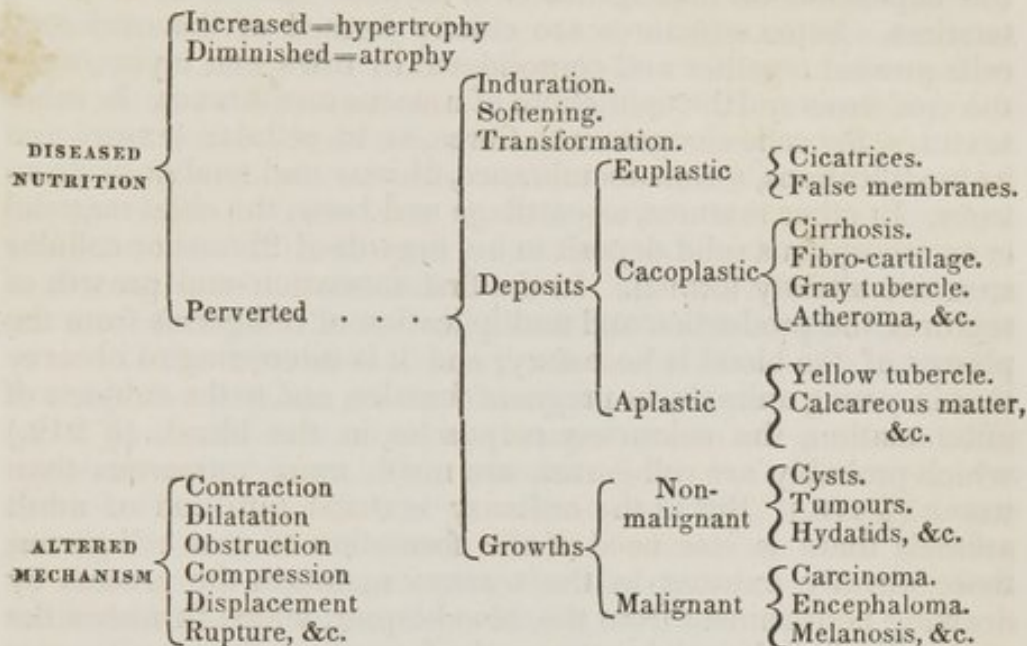 Increased=hypertrophy
Diminished=atrophy
DISEASED
NUTRITION
Perverted . . .
Induration.
Softening.
Transformation.
Deposits
Euplastic
Cicatrices.
False membranes.
Cacoplastic
Cirrhosis.
Fibro-cartilage.
Gray tubercle.
Atheroma, &c.
Aplastic
Yellow tubercle.
Calcareous matter,
&c.
Growths
Non-
malignant
Cysts.
Tumours.
Hydatids, &c.
Malignant
Carcinoma.
Encephaloma.
Melanosis, &c.
ALTERED
MECHANISM
Contraction
Dilatation
Obstruction
Compression
Displacement
Rupture, &c.